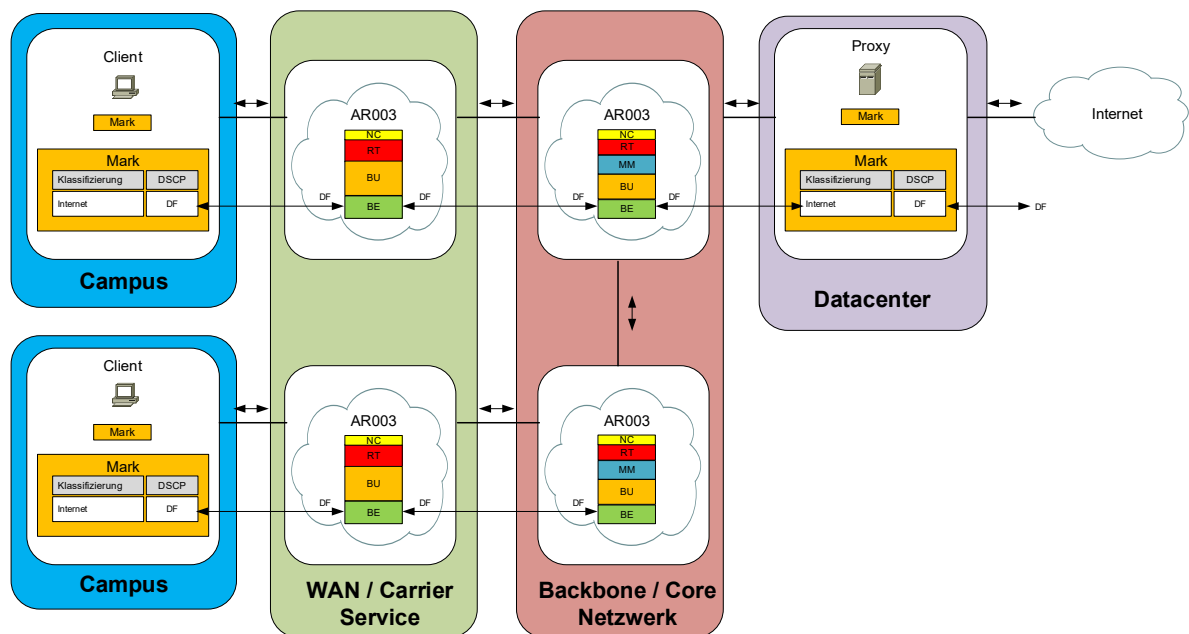 Client
Mark
Mark
Klassifizierung DSCP
Internet DF
Campus
AR003
NC
RT
BU
DF BE DF
AR003
NC
RT
MM
BU
DF BE DF
Proxy
Mark
Mark
Klassifizierung DSCP
Internet DF
DF
Datacenter
Internet
Client
Mark
Mark
Klassifizierung DSCP
Internet DF
Campus
AR003
NC
RT
BU
DF BE DF
AR003
NC
RT
MM
BU
DF BE
WAN / Carrier
Service
Backbone / Core
Netzwerk